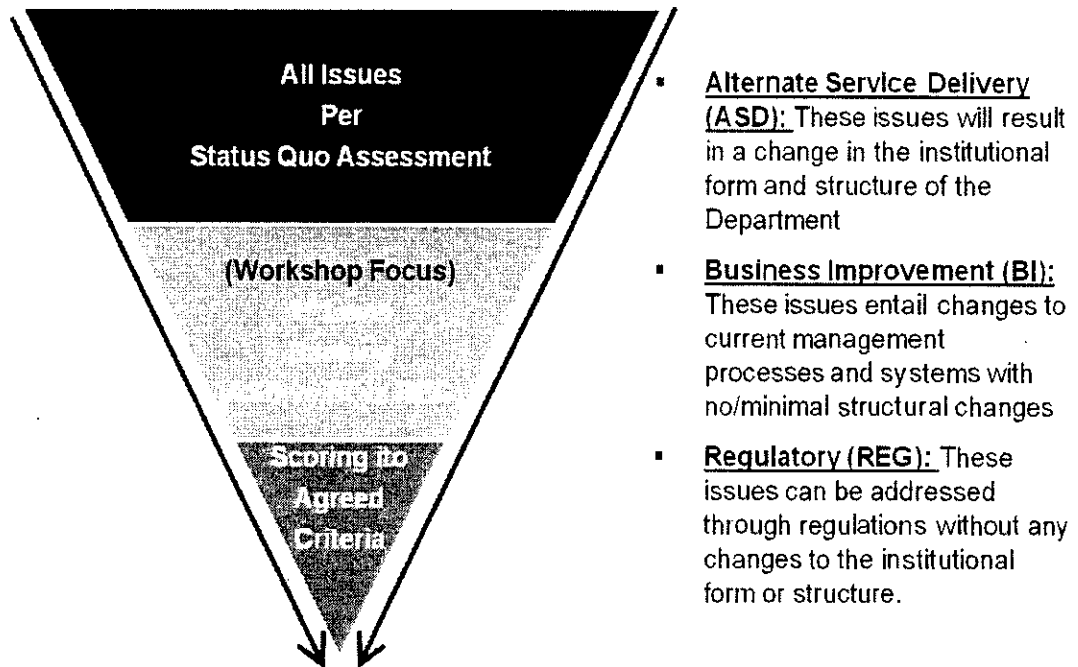 All Issues
Per
Status Quo Assessment
(Workshop Focus)
Scoring ito
Agreed
Criteria
▪ Alternate Service Delivery
(ASD): These issues will result
in a change in the institutional
form and structure of the
Department
▪ Business Improvement (BI):
These issues entail changes to
current management
processes and systems with
no/minimal structural changes
▪ Regulatory (REG): These
issues can be addressed
through regulations without any
changes to the institutional
form or structure.